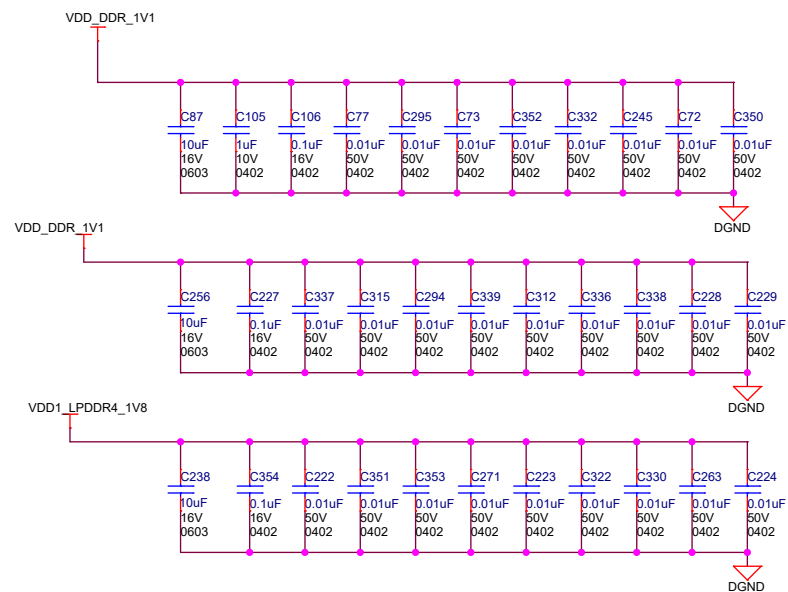 VDD_DDR_1V1
C87 C105 C106 C77 C295 C73 C352 C332 C245 C72 C350
10uF 1uF 0.1uF 0.01uF 0.01uF 0.01uF 0.01uF 0.01uF 0.01uF 0.01uF 0.01uF
16V 10V 16V 50V 50V 50V 50V 50V 50V 50V 50V
0603 0402 0402 0402 0402 0402 0402 0402 0402 0402 0402
DGND
VDD_DDR_1V1
C256 C227 C337 C315 C294 C339 C312 C336 C338 C228 C229
10uF 0.1uF 0.01uF 0.01uF 0.01uF 0.01uF 0.01uF 0.01uF 0.01uF 0.01uF 0.01uF
16V 16V 50V 50V 50V 50V 50V 50V 50V 50V 50V
0603 0402 0402 0402 0402 0402 0402 0402 0402 0402 0402
DGND
VDD1_LPDDR4_1V8
C238 C354 C222 C351 C353 C271 C223 C322 C330 C263 C224
10uF 0.1uF 0.01uF 0.01uF 0.01uF 0.01uF 0.01uF 0.01uF 0.01uF 0.01uF 0.01uF
16V 16V 50V 50V 50V 50V 50V 50V 50V 50V 50V
0603 0402 0402 0402 0402 0402 0402 0402 0402 0402 0402
DGND